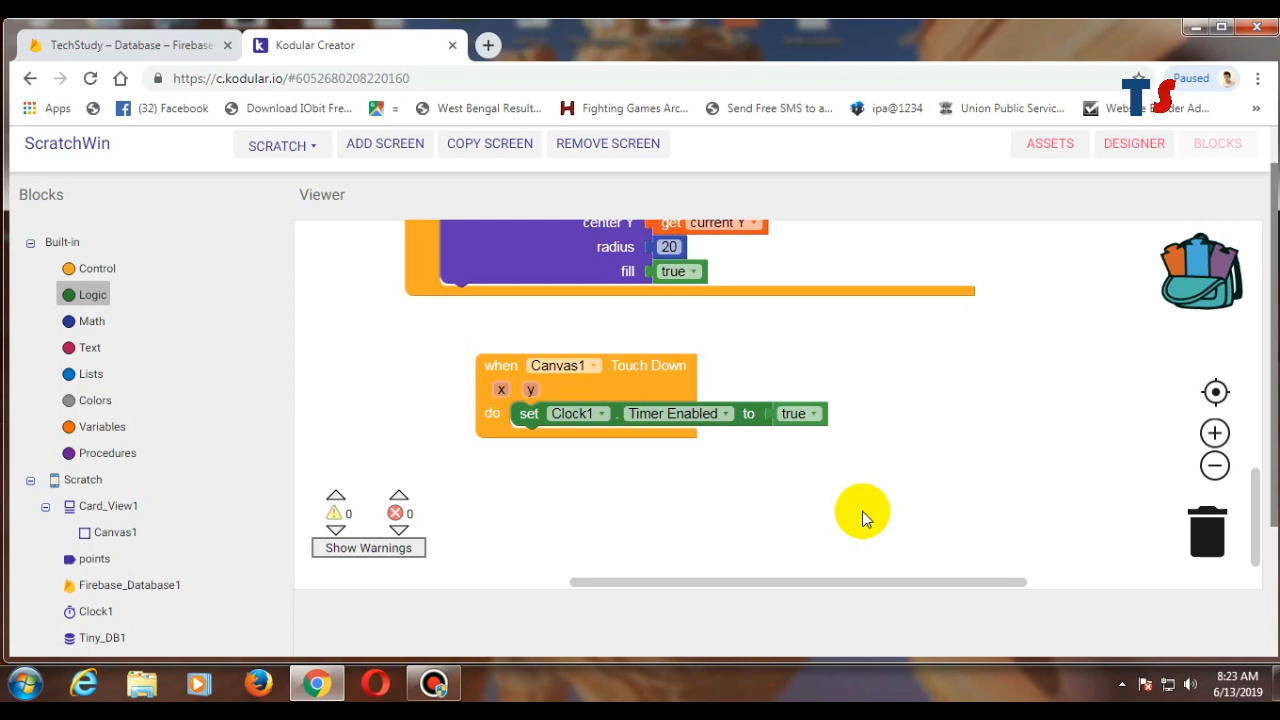 TechStudy – Database – Firebase
Kodular Creator
https://c.kodular.io/#6052680208220160
Paused
TS
Apps
(32) Facebook
Download IObit Fre...
=
West Bengal Result...
Fighting Games Arc...
Send Free SMS to a...
ipa@1234
Union Public Servic...
Website Builder Ad...
»
ScratchWin
SCRATCH
ADD SCREEN
COPY SCREEN
REMOVE SCREEN
ASSETS
DESIGNER
BLOCKS
Blocks
Viewer
Built-in
Control
Logic
Math
Text
Lists
Colors
Variables
Procedures
Scratch
Card_View1
Canvas1
points
Firebase_Database1
Clock1
Tiny_DB1
center Y get current Y
radius 20
fill true
when Canvas1 .Touch Down
x y
do set Clock1 . Timer Enabled to true
0 0
Show Warnings
8:23 AM
6/13/2019